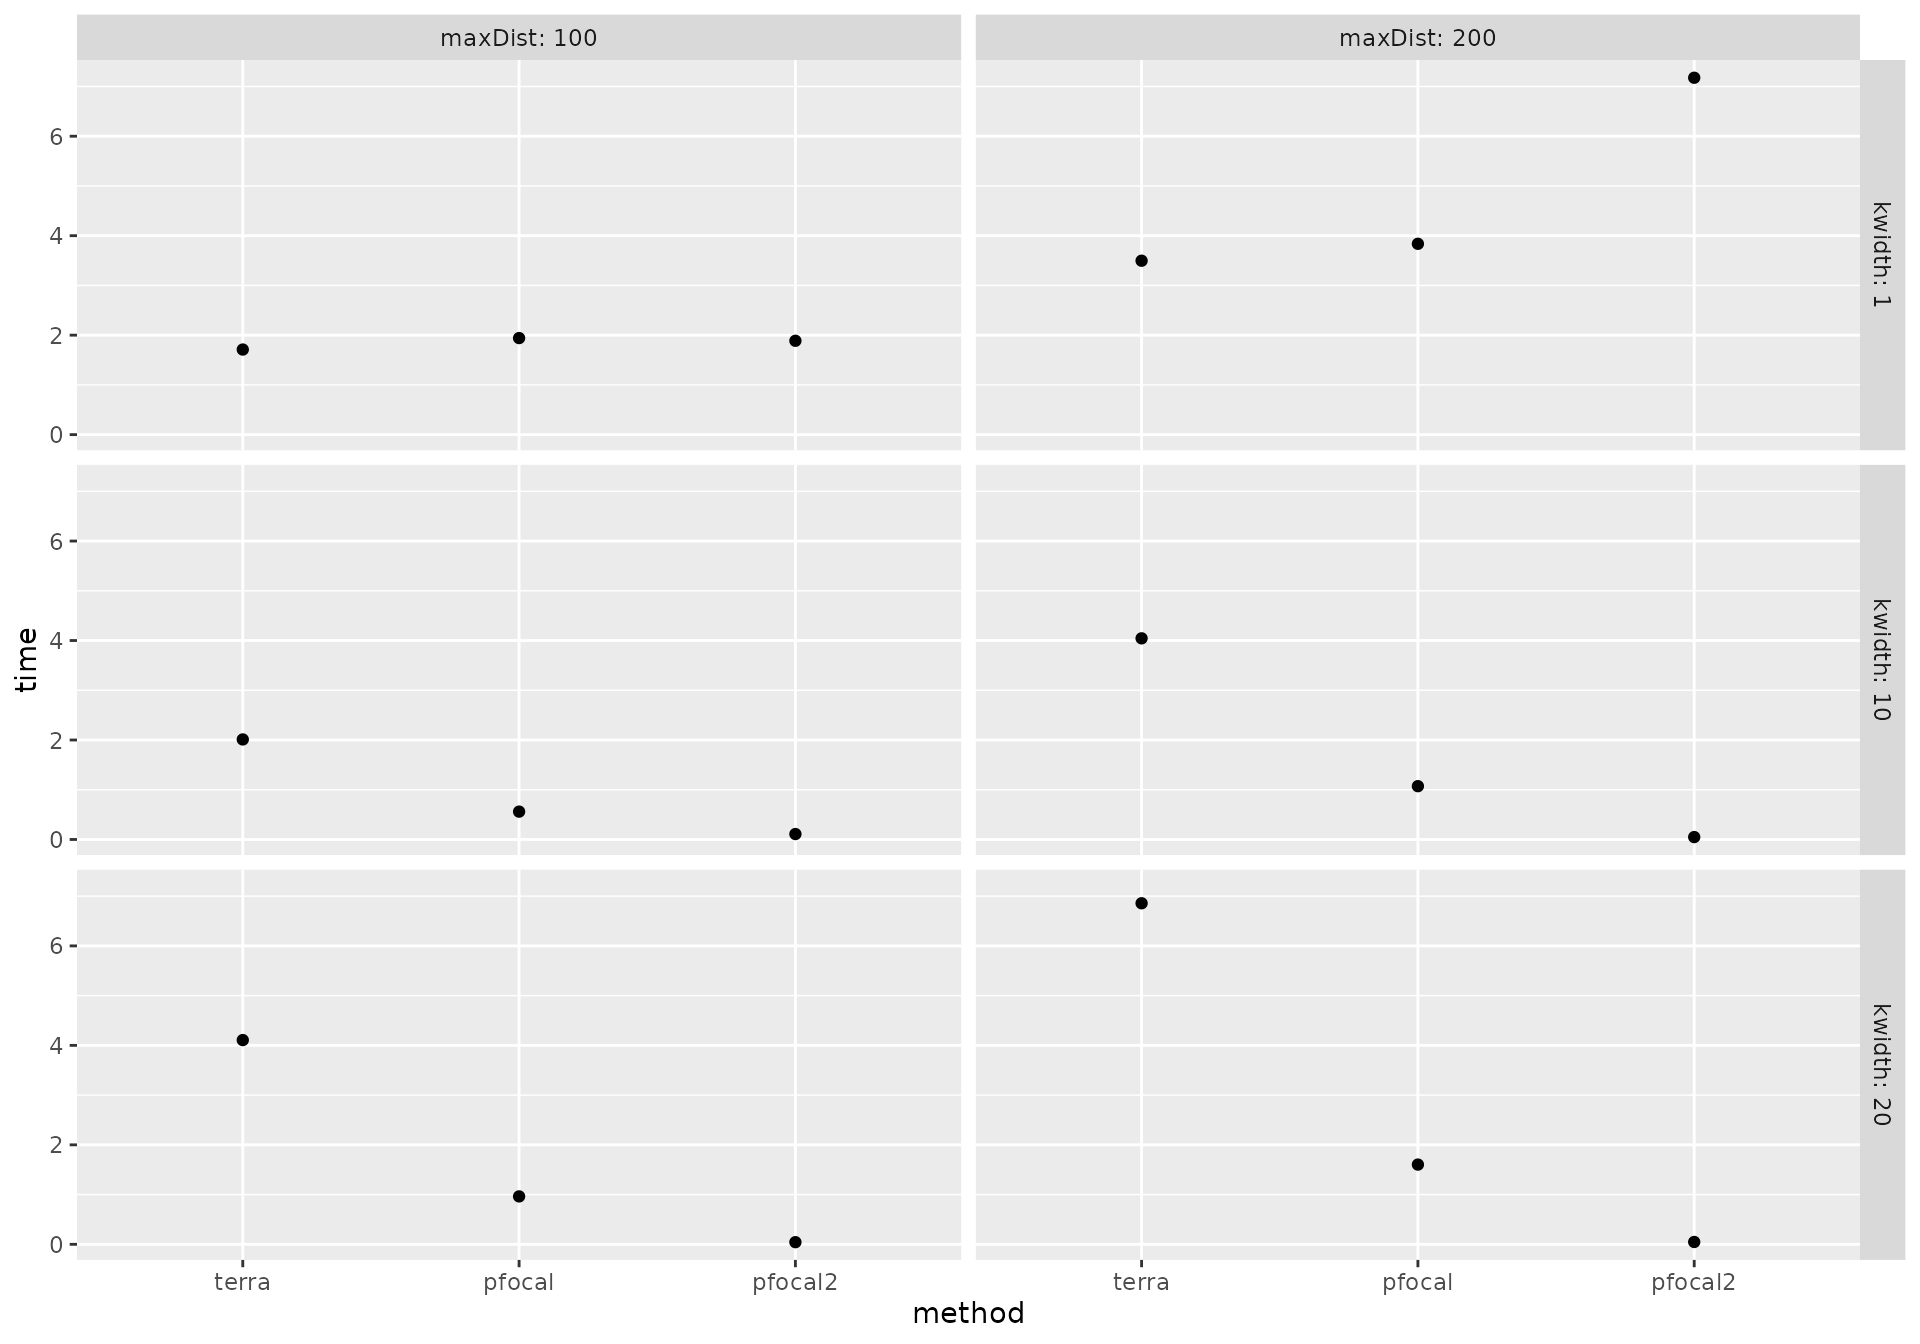 maxDist: 100
maxDist: 200
6
4
2
0
kwidth: 1
6
4
2
0
kwidth: 10
6
4
2
0
kwidth: 20
time
terra
pfocal
pfocal2
terra
pfocal
pfocal2
method